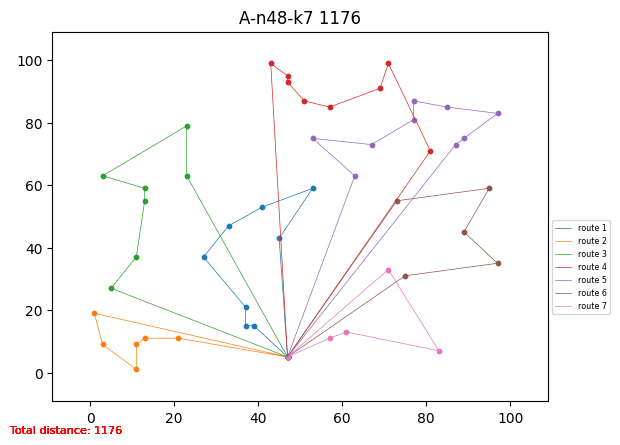 A-n48-k7 1176
100
80
60
40
20
0
0 20 40 60 80 100
route 1
route 2
route 3
route 4
route 5
route 6
route 7
Total distance: 1176